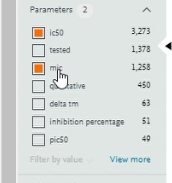 Parameters 2
ic50 3,273
tested 1,378
mic 1,258
qualitative 450
delta tm 63
inhibition percentage 51
pic50 49
Filter by value ... View more